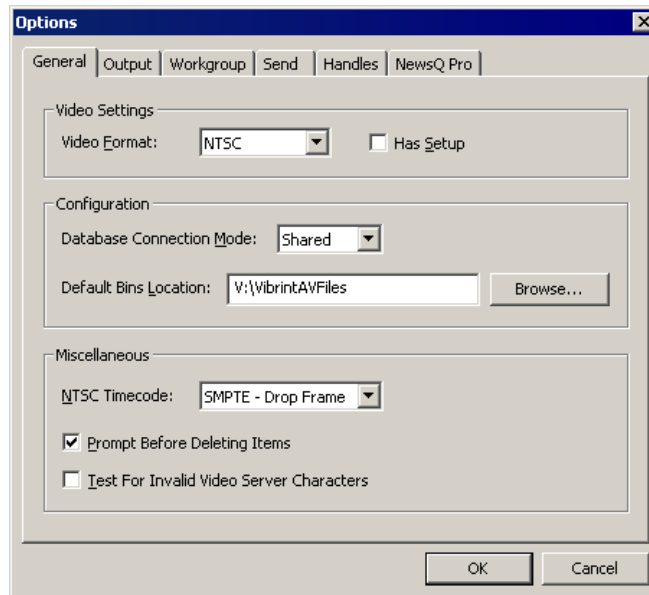 Options
General Output Workgroup Send Handles NewsQ Pro
Video Settings
Video Format: NTSC Has Setup
Configuration
Database Connection Mode: Shared
Default Bins Location: V:\VibrintAVFiles Browse...
Miscellaneous
NTSC Timecode: SMPTE - Drop Frame
Prompt Before Deleting Items
Test For Invalid Video Server Characters
OK Cancel